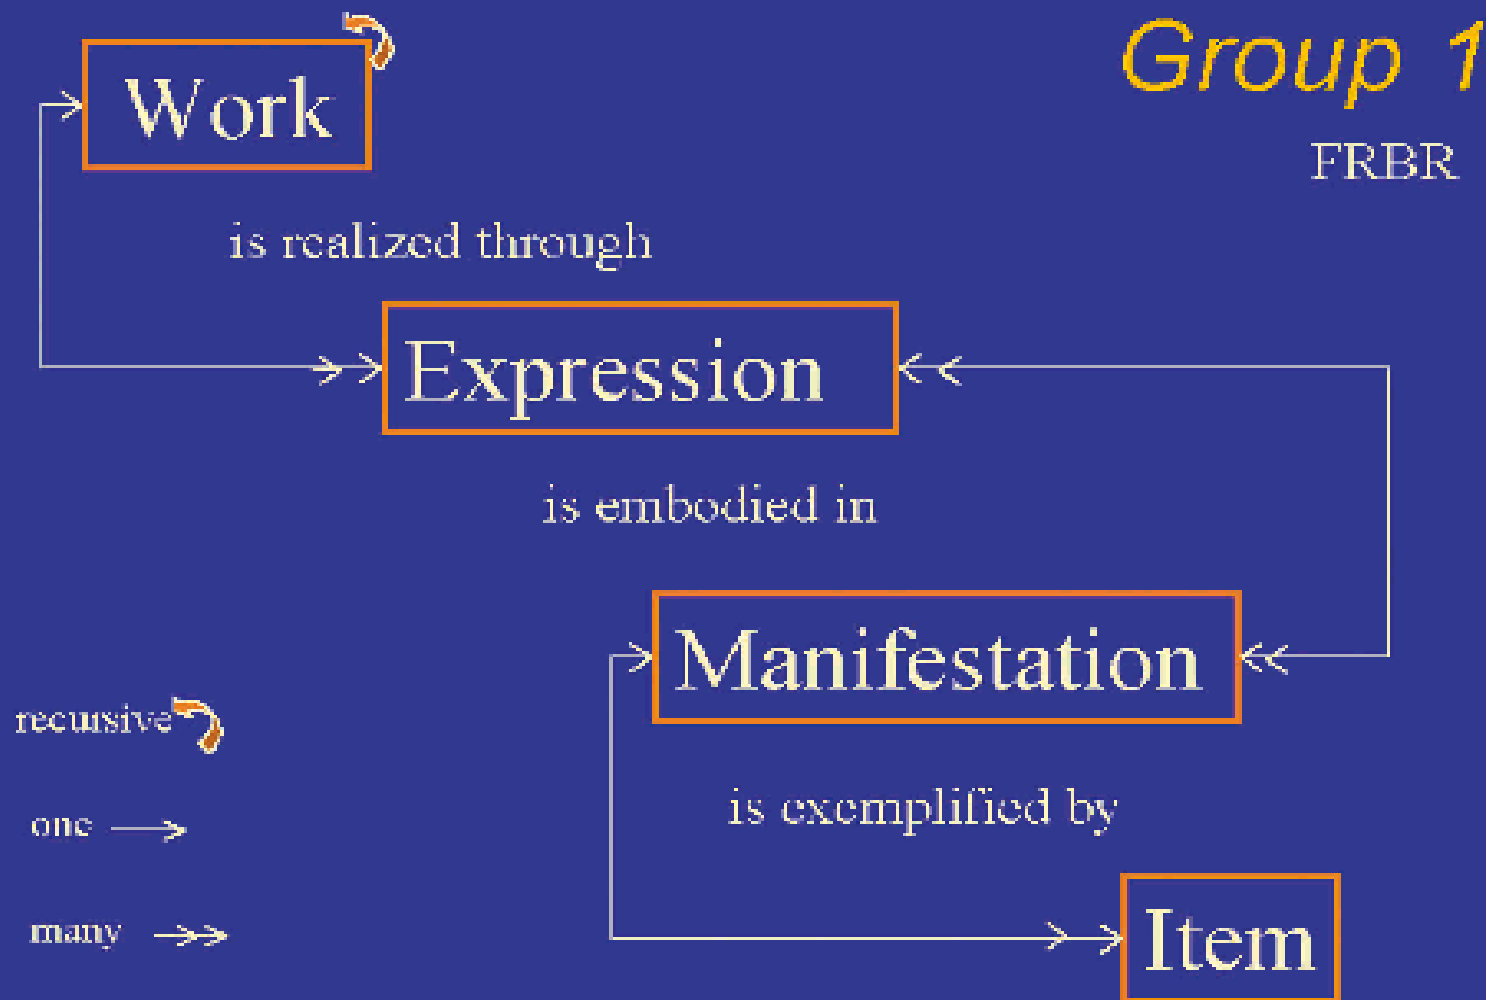 Group 1
Work
FRBR
is realized through
Expression
is embodied in
Manifestation
recursive
is exemplified by
one
many
Item